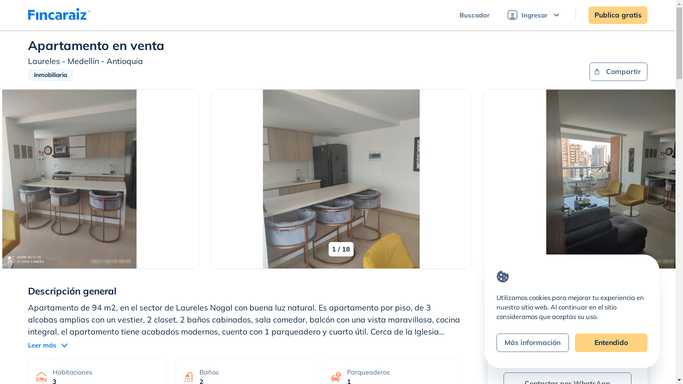 Fincaraiz
Buscador
Ingresar
Publica gratis
Apartamento en venta
Laureles - Medellín - Antioquia
Inmobiliaria
Compartir
1 / 18
Descripción general
Apartamento de 94 m2, en el sector de Laureles Nogal con buena luz natural. Es apartamento por piso, de 3
alcobas amplios con un vestier, 2 closet, 2 baños cabinados, sala comedor, balcón con una vista maravillosa, cocina
integral, el apartamento tiene acabados modernos, cuenta con 1 parqueadero y cuarto útil. Cerca de la Iglesia...
Leer más
Habitaciones
3
Baños
2
Parqueaderos
1
Utilizamos cookies para mejorar tu experiencia en
nuestro sitio web. Al continuar en el sitio
consideramos que aceptas su uso.
Más información
Entendido
Contactar por WhatsApp